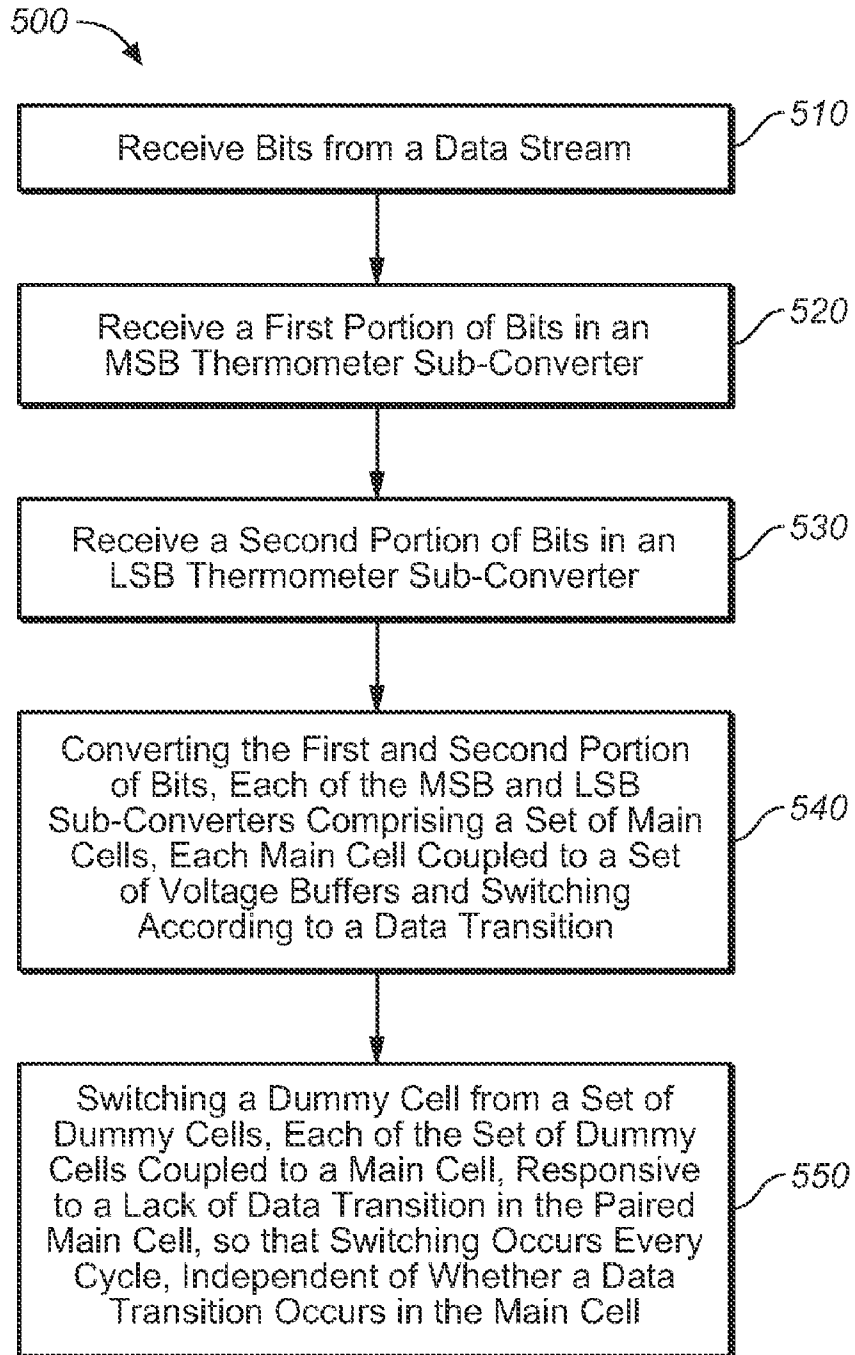 500
Receive Bits from a Data Stream
510
Receive a First Portion of Bits in an
MSB Thermometer Sub-Converter
520
Receive a Second Portion of Bits in an
LSB Thermometer Sub-Converter
530
Converting the First and Second Portion
of Bits, Each of the MSB and LSB
Sub-Converters Comprising a Set of Main
Cells, Each Main Cell Coupled to a Set
of Voltage Buffers and Switching
According to a Data Transition
540
Switching a Dummy Cell from a Set of
Dummy Cells, Each of the Set of Dummy
Cells Coupled to a Main Cell, Responsive
to a Lack of Data Transition in the Paired
Main Cell, so that Switching Occurs Every
Cycle, Independent of Whether a Data
Transition Occurs in the Main Cell
550